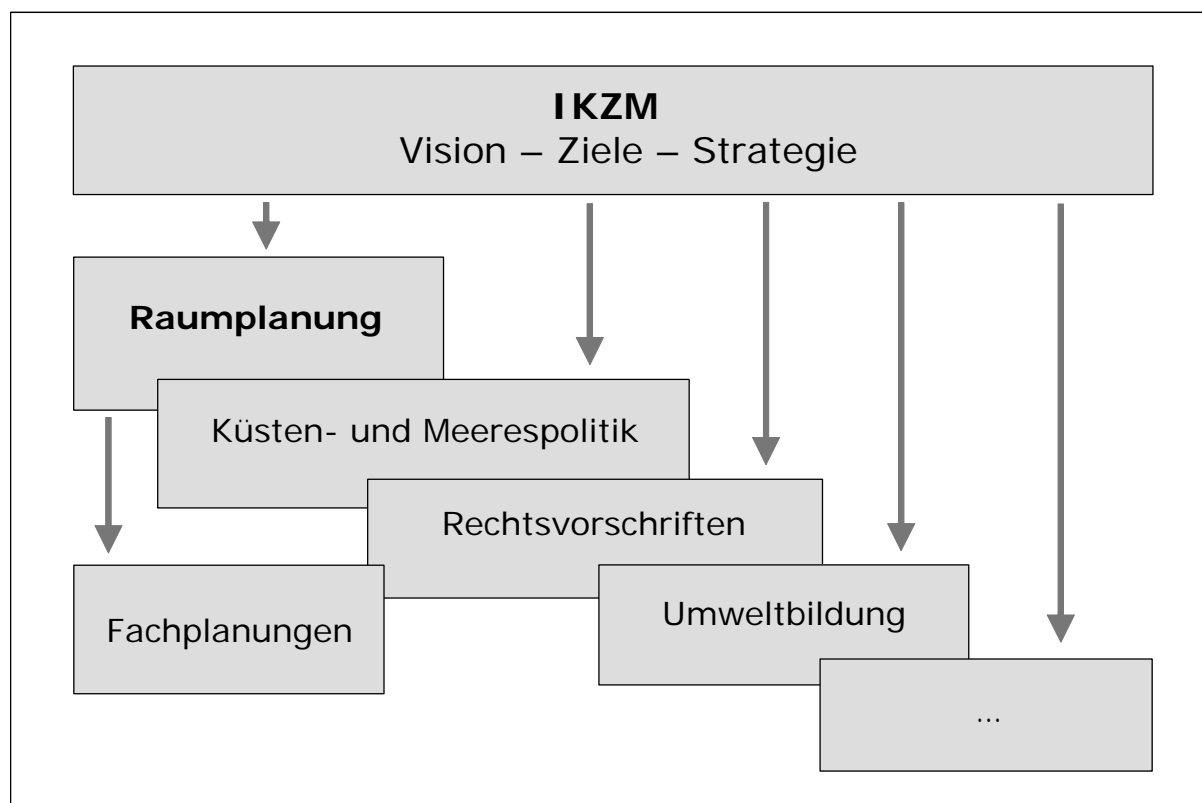 IKZM
Vision – Ziele – Strategie
Raumplanung
Küsten- und Meerespolitik
Rechtsvorschriften
Fachplanungen
Umweltbildung
...